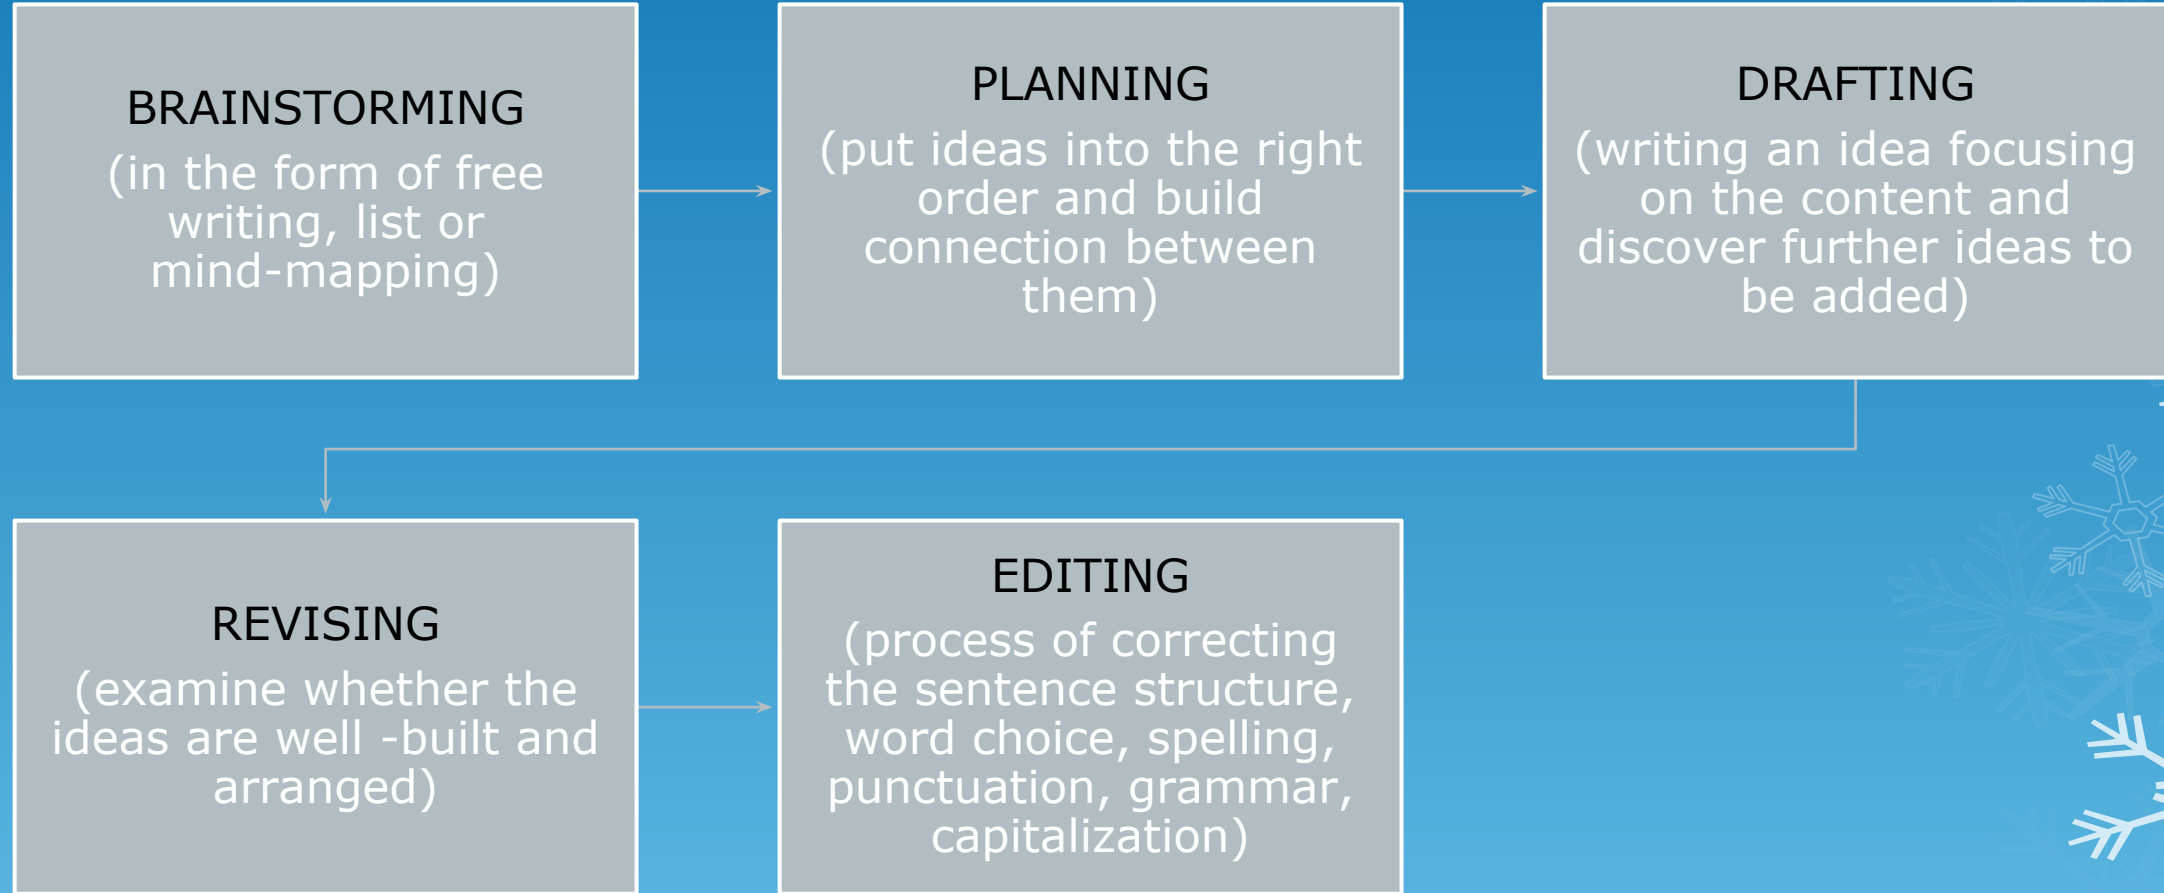 BRAINSTORMING
(in the form of free
writing, list or
mind-mapping)
PLANNING
(put ideas into the right
order and build
connection between
them)
DRAFTING
(writing an idea focusing
on the content and
discover further ideas to
be added)
REVISING
(examine whether the
ideas are well -built and
arranged)
EDITING
(process of correcting
the sentence structure,
word choice, spelling,
punctuation, grammar,
capitalization)